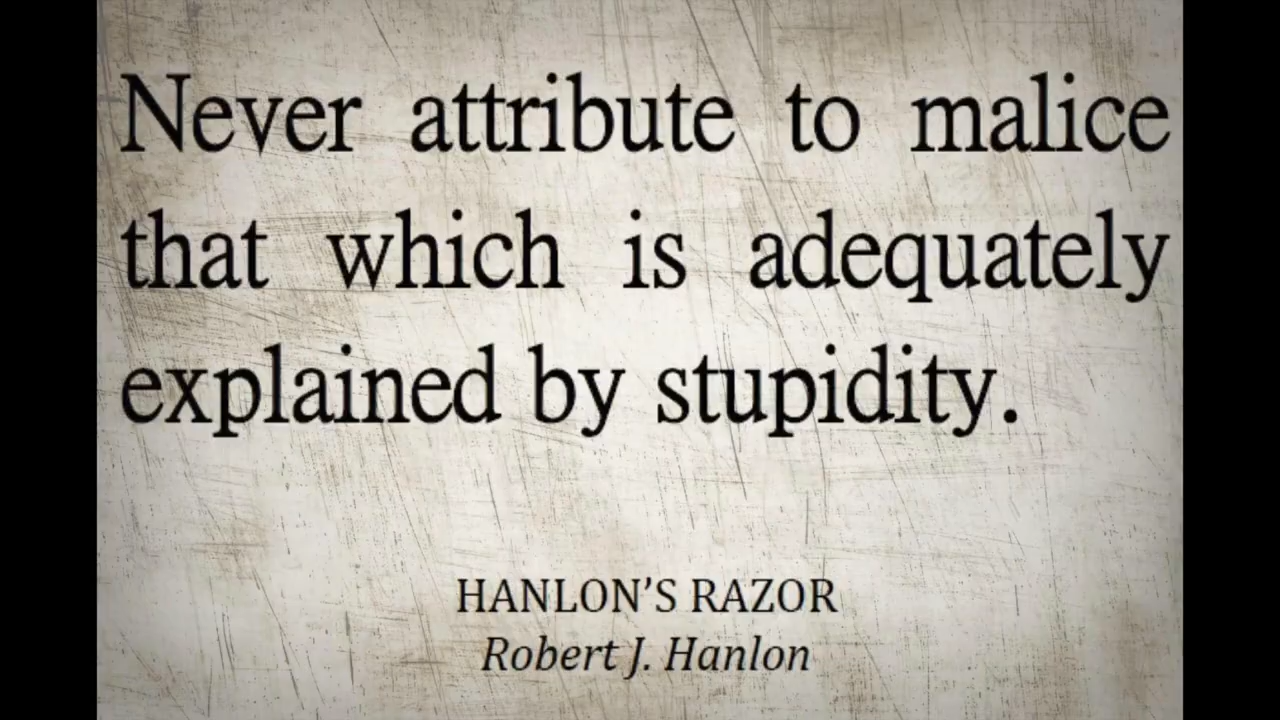 Never attribute to malice
that which is adequately
explained by stupidity.
HANLON’S RAZOR
Robert J. Hanlon